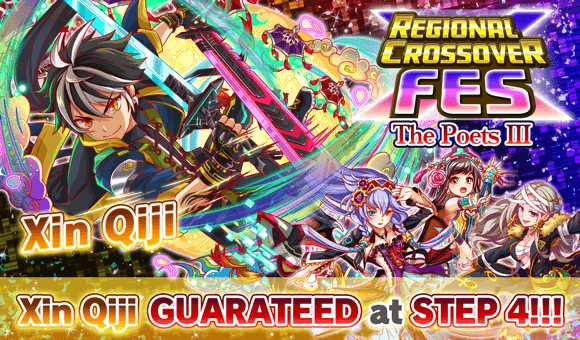 REGIONAL
CROSSOVER
FES
The Poets III
Xin Qiji
Xin Qiji GUARATEED at STEP 4!!!